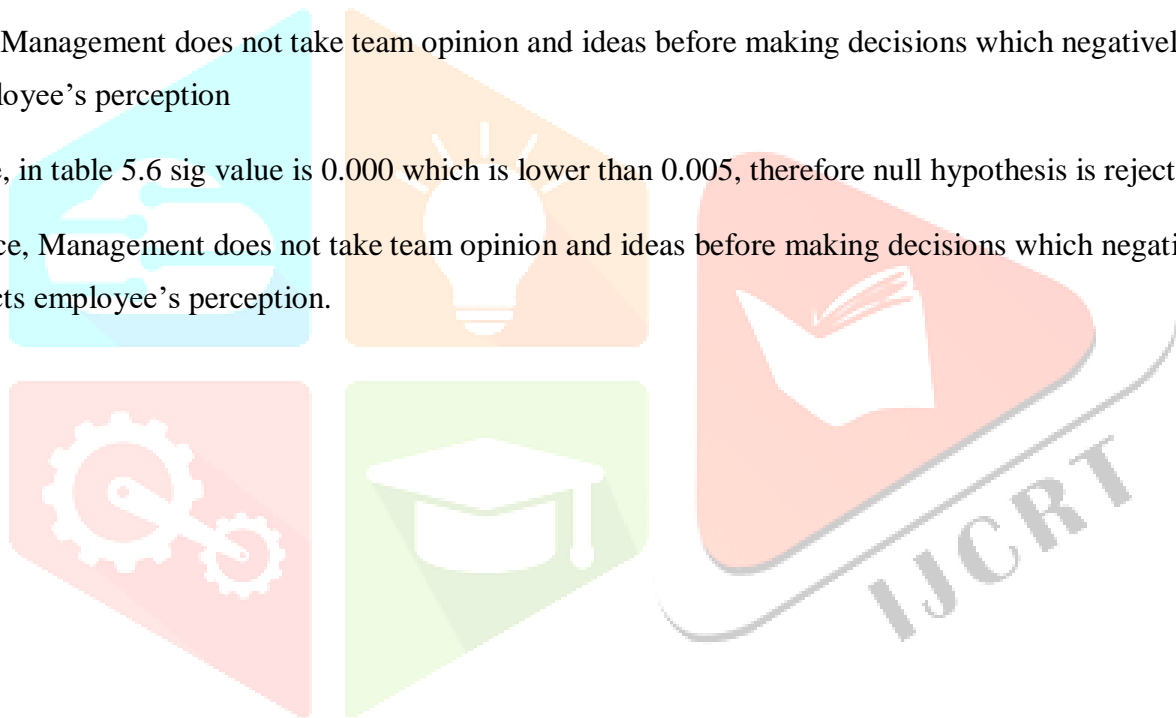 Management does not take team opinion and ideas before making decisions which negativel
loyee’s perception
, in table 5.6 sig value is 0.000 which is lower than 0.005, therefore null hypothesis is reject
ce, Management does not take team opinion and ideas before making decisions which negati
cts employee’s perception.
IJCRT